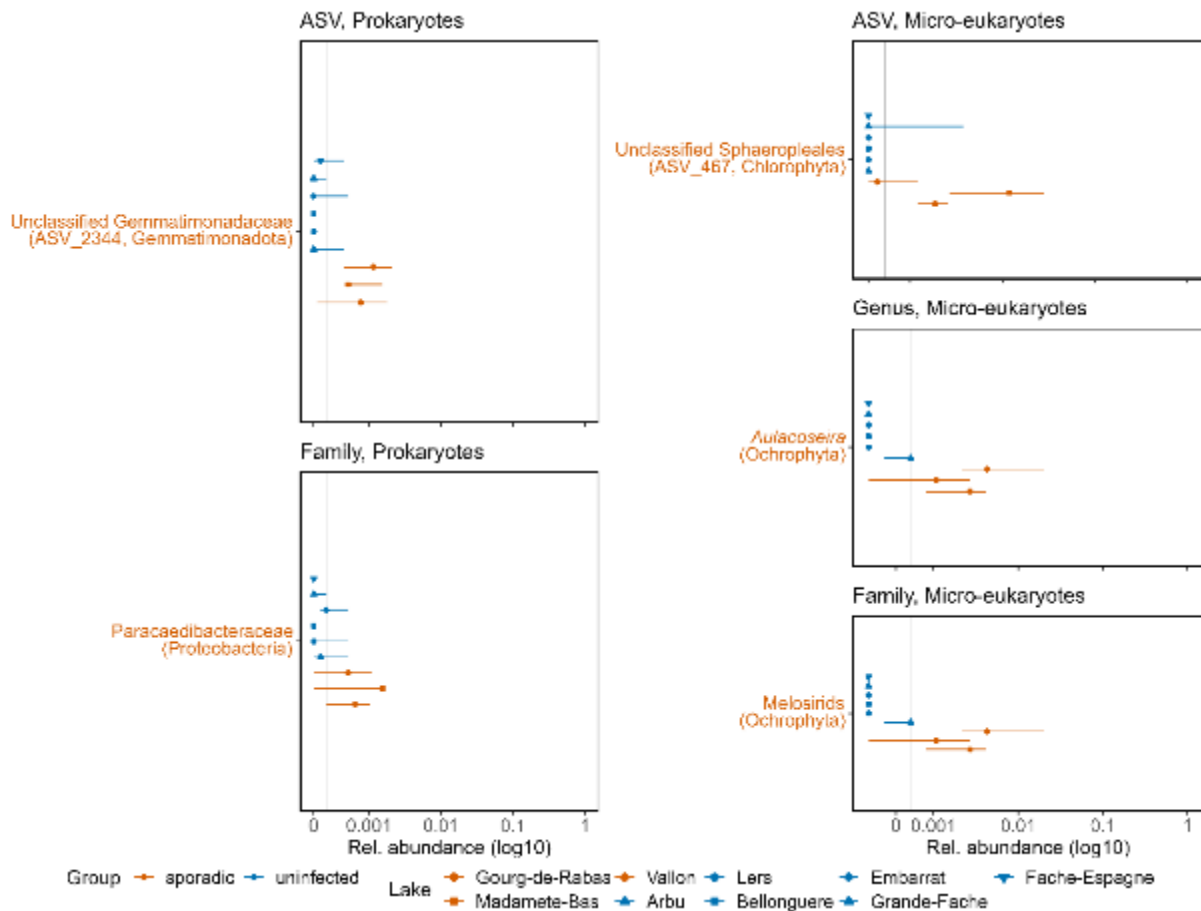 ASV, Prokaryotes
Unclassified Gemmatimonadaceae
(ASV_2344, Gemmatimonadota)
Family, Prokaryotes
Paracaedibacteraceae
(Proteobacteria)
0 0.001 0.01 0.1 1
Rel. abundance (log10)
ASV, Micro-eukaryotes
Unclassified Sphaeropleales
(ASV_467, Chlorophyta)
Genus, Micro-eukaryotes
Aulacoseira
(Ochrophyta)
Family, Micro-eukaryotes
Melosirids
(Ochrophyta)
0 0.001 0.01 0.1 1
Rel. abundance (log10)
Group sporadic uninfected
Lake
Gourg-de-Rabas Vallon Lers Embarrat Fache-Espagne
Madamete-Bas Arbu Bellonguere Grande-Fache